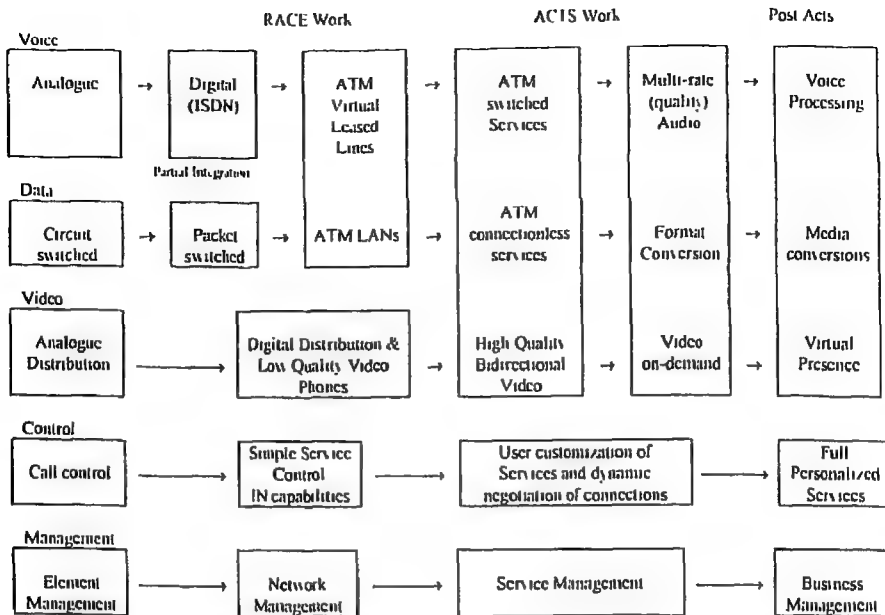 RACE Work
ACTS Work
Post Acts
Voice
Analogue
Digital
(ISDN)
ATM
Virtual
Leased
Lines
ATM
switched
Services
Multi-rate
(quality)
Audio
Voice
Processing
Partial Integration
Data
Circuit
switched
Packet
switched
ATM LANs
ATM
connectionless
services
Format
Conversion
Media
conversions
Video
Analogue
Distribution
Digital Distribution &
Low Quality Video
Phones
High Quality
Bidirectional
Video
Video
on-demand
Virtual
Presence
Control
Call control
Simple Service
Control
IN capabilities
User customization of
Services and dynamic
negotiation of connections
Full
Personalized
Services
Management
Element
Management
Network
Management
Service Management
Business
Management